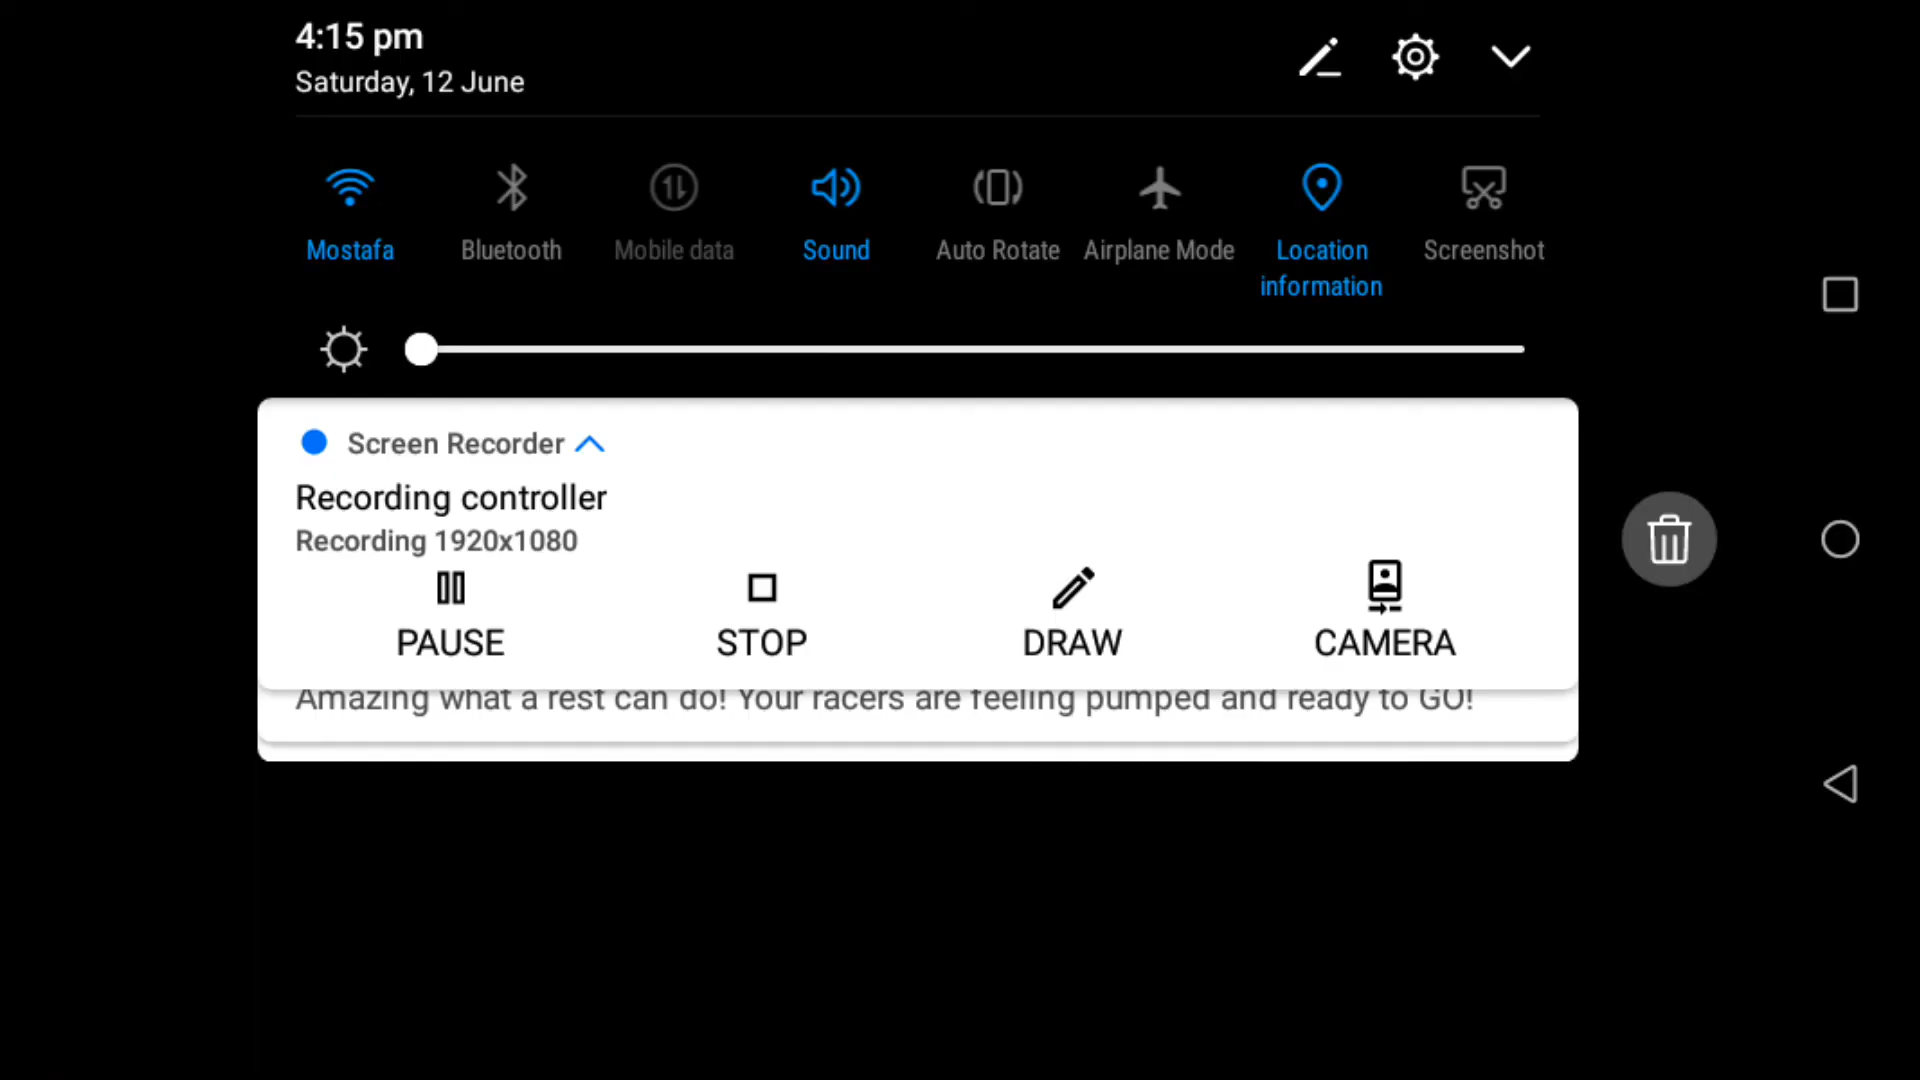 4:15 pm
Saturday, 12 June
Mostafa
Bluetooth
Mobile data
Sound
Auto Rotate
Airplane Mode
Location
information
Screenshot
Screen Recorder
Recording controller
Recording 1920x1080
PAUSE
STOP
DRAW
CAMERA
Amazing what a rest can do! Your racers are feeling pumped and ready to GO!